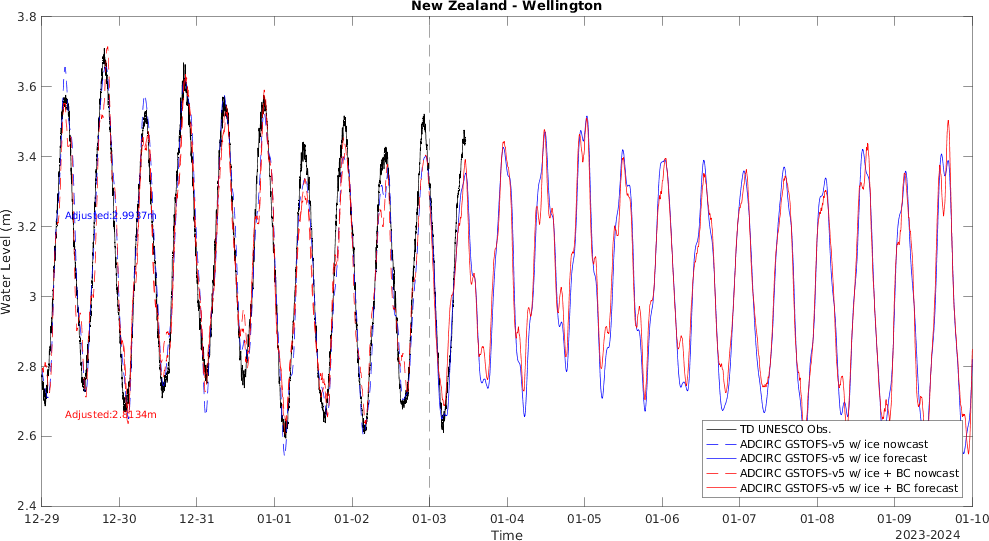 New Zealand - Wellington
3.8
3.6
3.4
3.2
3
2.8
2.6
2.4
Water Level (m)
Adjusted:2.9937m
Adjusted:2.8134m
TD UNESCO Obs.
ADCIRC GSTOFS-v5 w/ ice nowcast
ADCIRC GSTOFS-v5 w/ ice forecast
ADCIRC GSTOFS-v5 w/ ice + BC nowcast
ADCIRC GSTOFS-v5 w/ ice + BC forecast
12-29 12-30 12-31 01-01 01-02 01-03 01-04 01-05 01-06 01-07 01-08 01-09 01-10
Time
2023-2024